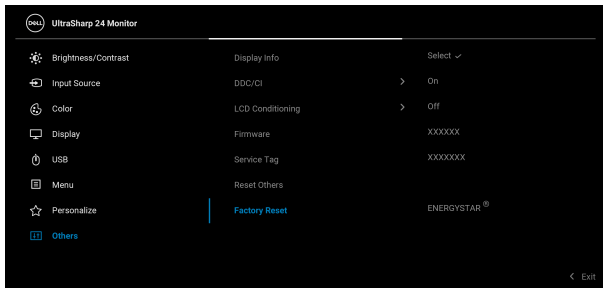 DELL UltraSharp 24 Monitor
Brightness/Contrast Display Info Select ✓
Input Source DDC/CI > On
Color LCD Conditioning > Off
Display Firmware XXXXXX
USB Service Tag XXXXXXX
Menu Reset Others
Personalize Factory Reset ENERGYSTAR ®
Others
< Exit